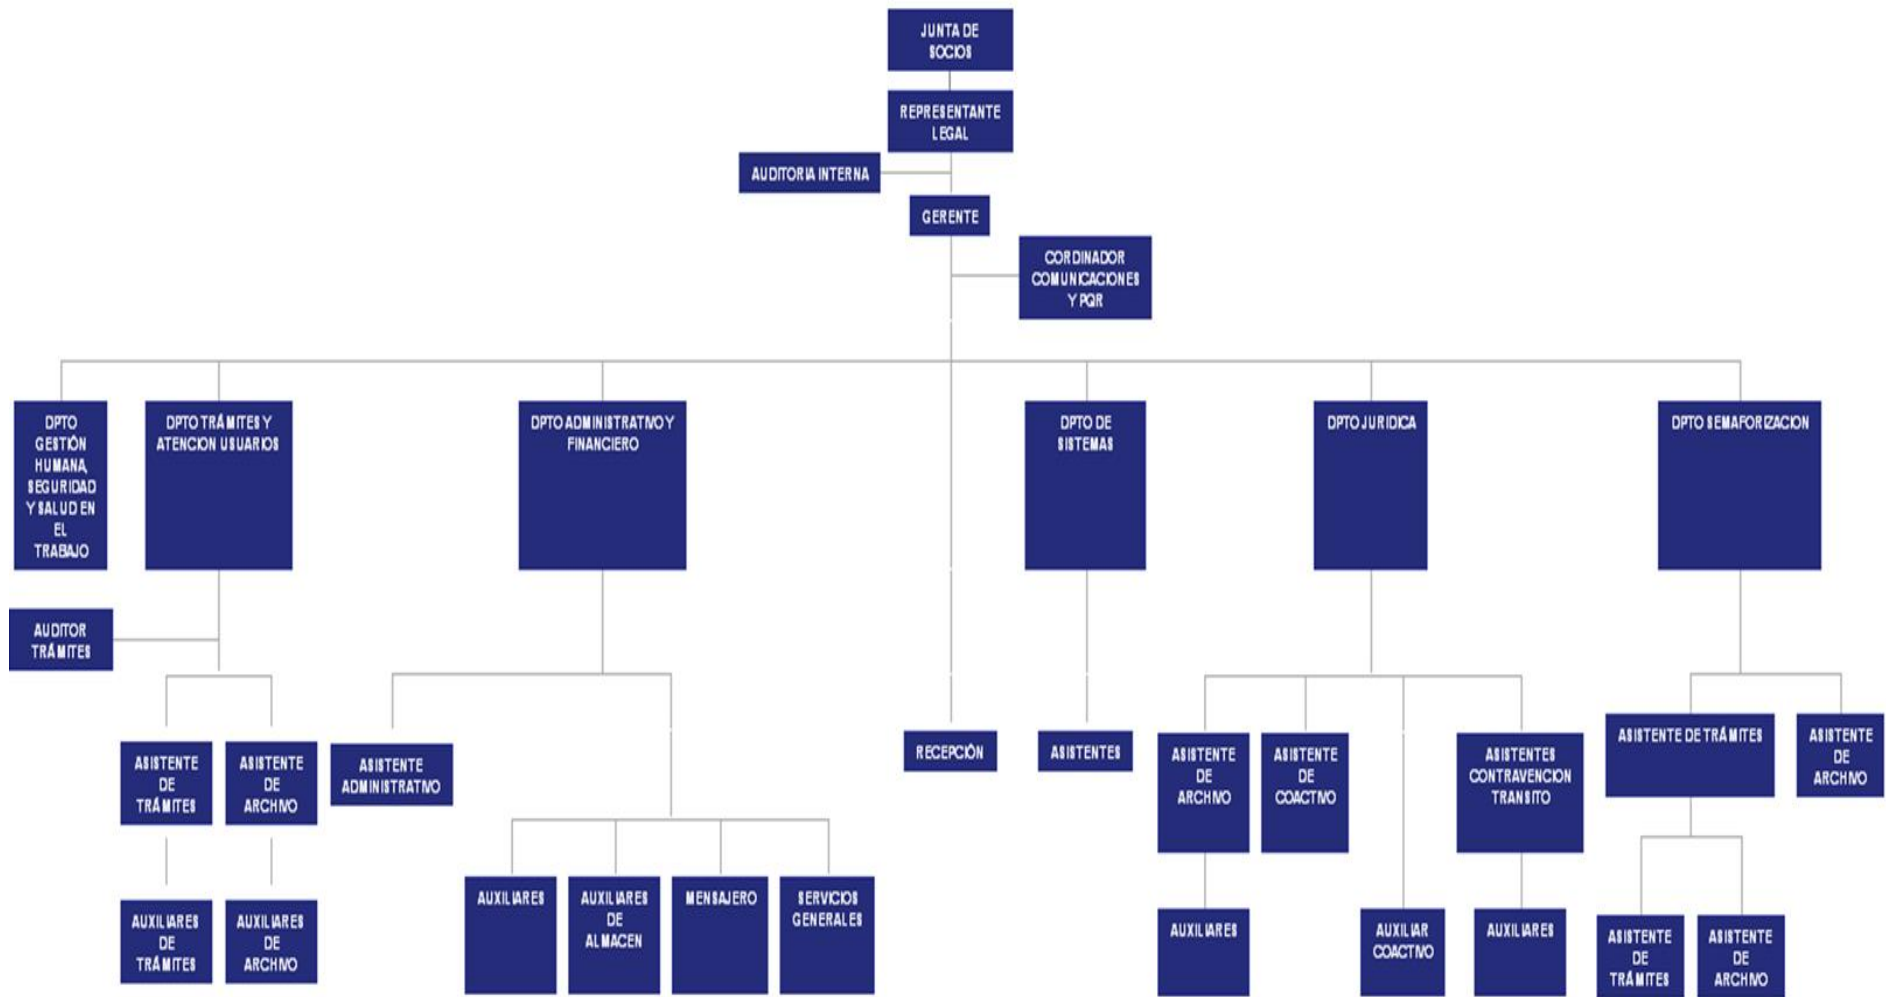 JUNTA DE
SOCIOS
REPRESENTANTE
LEGAL
AUDITORIA INTERNA
GERENTE
CORDINADOR
COMUNICACIONES
Y PQR
DPTO
GESTIÓN
HUMANA,
SEGURIDAD
Y SALUD EN
EL
TRABAJO
DPTO TRÁMITES Y
ATENCION USUARIOS
DPTO ADMINISTRATIVO Y
FINANCIERO
DPTO DE
SISTEMAS
DPTO JURIDICA
DPTO SEMAFORIZACION
AUDITOR
TRÁMITES
ASISTENTE
DE
TRÁMITES
ASISTENTE
DE
ARCHIVO
ASISTENTE
ADMINISTRATIVO
RECEPCIÓN
ASISTENTES
ASISTENTE
DE
ARCHIVO
ASISTENTE
DE
COACTIVO
ASISTENTES
CONTRAVENCION
TRANSITO
ASISTENTE DE TRÁMITES
ASISTENTE
DE
ARCHIVO
AUXILIARES
DE
TRÁMITES
AUXILIARES
DE
ARCHIVO
AUXILIARES
AUXILIARES
DE
ALMACEN
MENSAJERO
SERVICIOS
GENERALES
AUXILIARES
AUXILIAR
COACTIVO
AUXILIARES
ASISTENTE
DE
TRÁMITES
ASISTENTE
DE
ARCHIVO